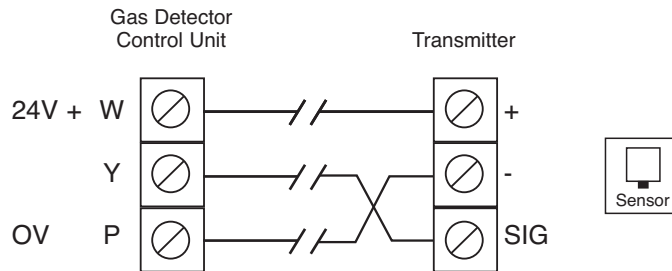 Gas Detector
Control Unit
Transmitter
24V + W
+
Y
-
OV P
SIG
Sensor